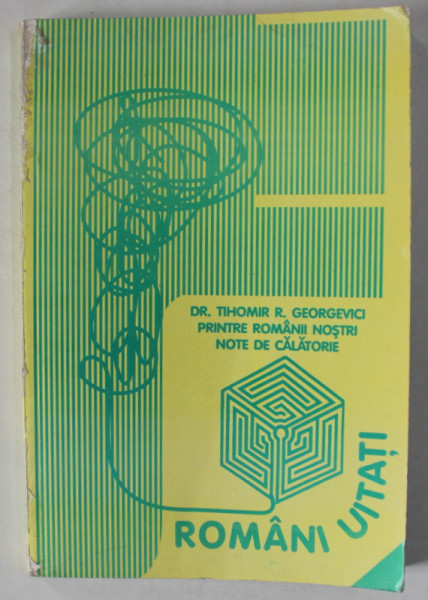 DR. TIHOMIR R. GEORGEVICI
PRINTRE ROMÂNII NOȘTRI
NOTE DE CĂLĂTORIE
ROMÂNI UITAȚI